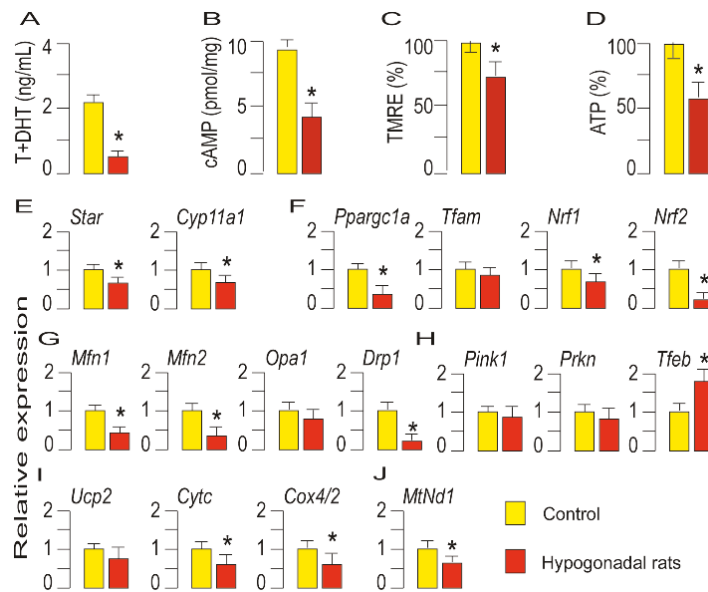 A B C D
T+DHT (ng/mL) 4 2 0 *
cAMP (pmol/mg) 10 5 0 *
TMRE (%) 100 50 0 *
ATP (%) 100 50 0 *
E F
Star 2 1 0 *
Cyp11a1 2 1 0 *
Ppargc1a 2 1 0 *
Tfam 2 1 0
Nrf1 2 1 0 *
Nrf2 2 1 0 *
Relative expression
G H
Mfn1 2 1 0 *
Mfn2 2 1 0 *
Opa1 2 1 0
Drp1 2 1 0 *
Pink1 2 1 0
Prkn 2 1 0
Tfeb 2 1 0 *
I J
Ucp2 2 1 0
Cytc 2 1 0 *
Cox4/2 2 1 0 *
MtNd1 2 1 0 *
Control
Hypogonadal rats